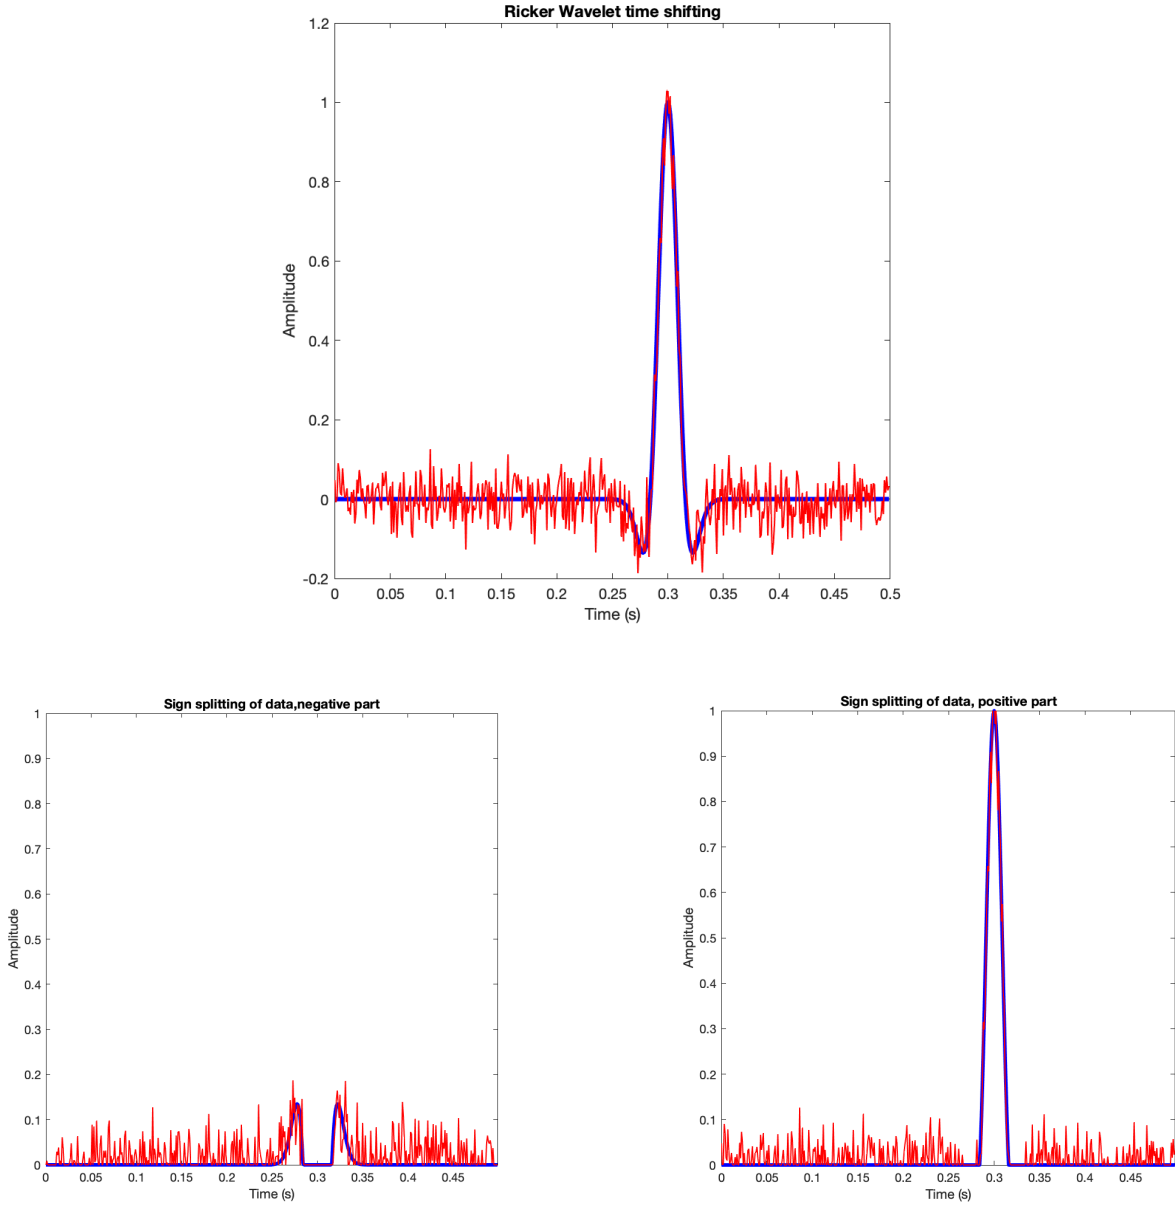 Ricker Wavelet time shifting
1.2
1
0.8
0.6
0.4
0.2
0
-0.2
Amplitude
0 0.05 0.1 0.15 0.2 0.25 0.3 0.35 0.4 0.45 0.5
Time (s)
Sign splitting of data,negative part
1
0.9
0.8
0.7
0.6
0.5
0.4
0.3
0.2
0.1
0
Amplitude
0 0.05 0.1 0.15 0.2 0.25 0.3 0.35 0.4 0.45
Time (s)
Sign splitting of data, positive part
1
0.9
0.8
0.7
0.6
0.5
0.4
0.3
0.2
0.1
0
Amplitude
0 0.05 0.1 0.15 0.2 0.25 0.3 0.35 0.4 0.45
Time (s)